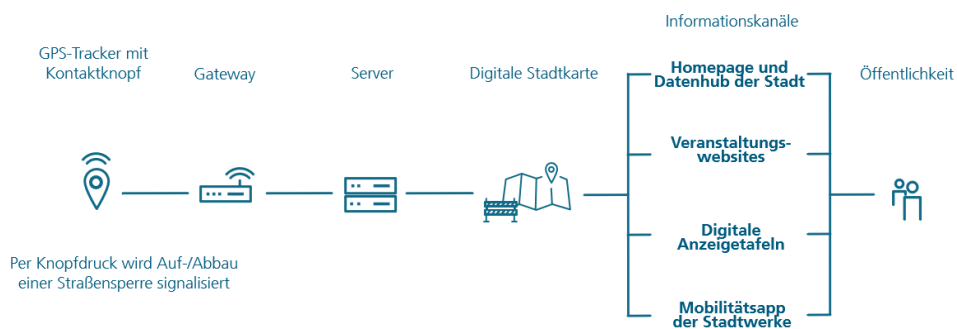 Informationskanäle
GPS-Tracker mit
Kontaktknopf
Gateway
Server
Digitale Stadtkarte
Homepage und
Datenhub der Stadt
Öffentlichkeit
Veranstaltungs-
websites
Digitale
Anzeigetafeln
Per Knopfdruck wird Auf-/Abbau
einer Straßensperre signalisiert
Mobilitätsapp
der Stadtwerke